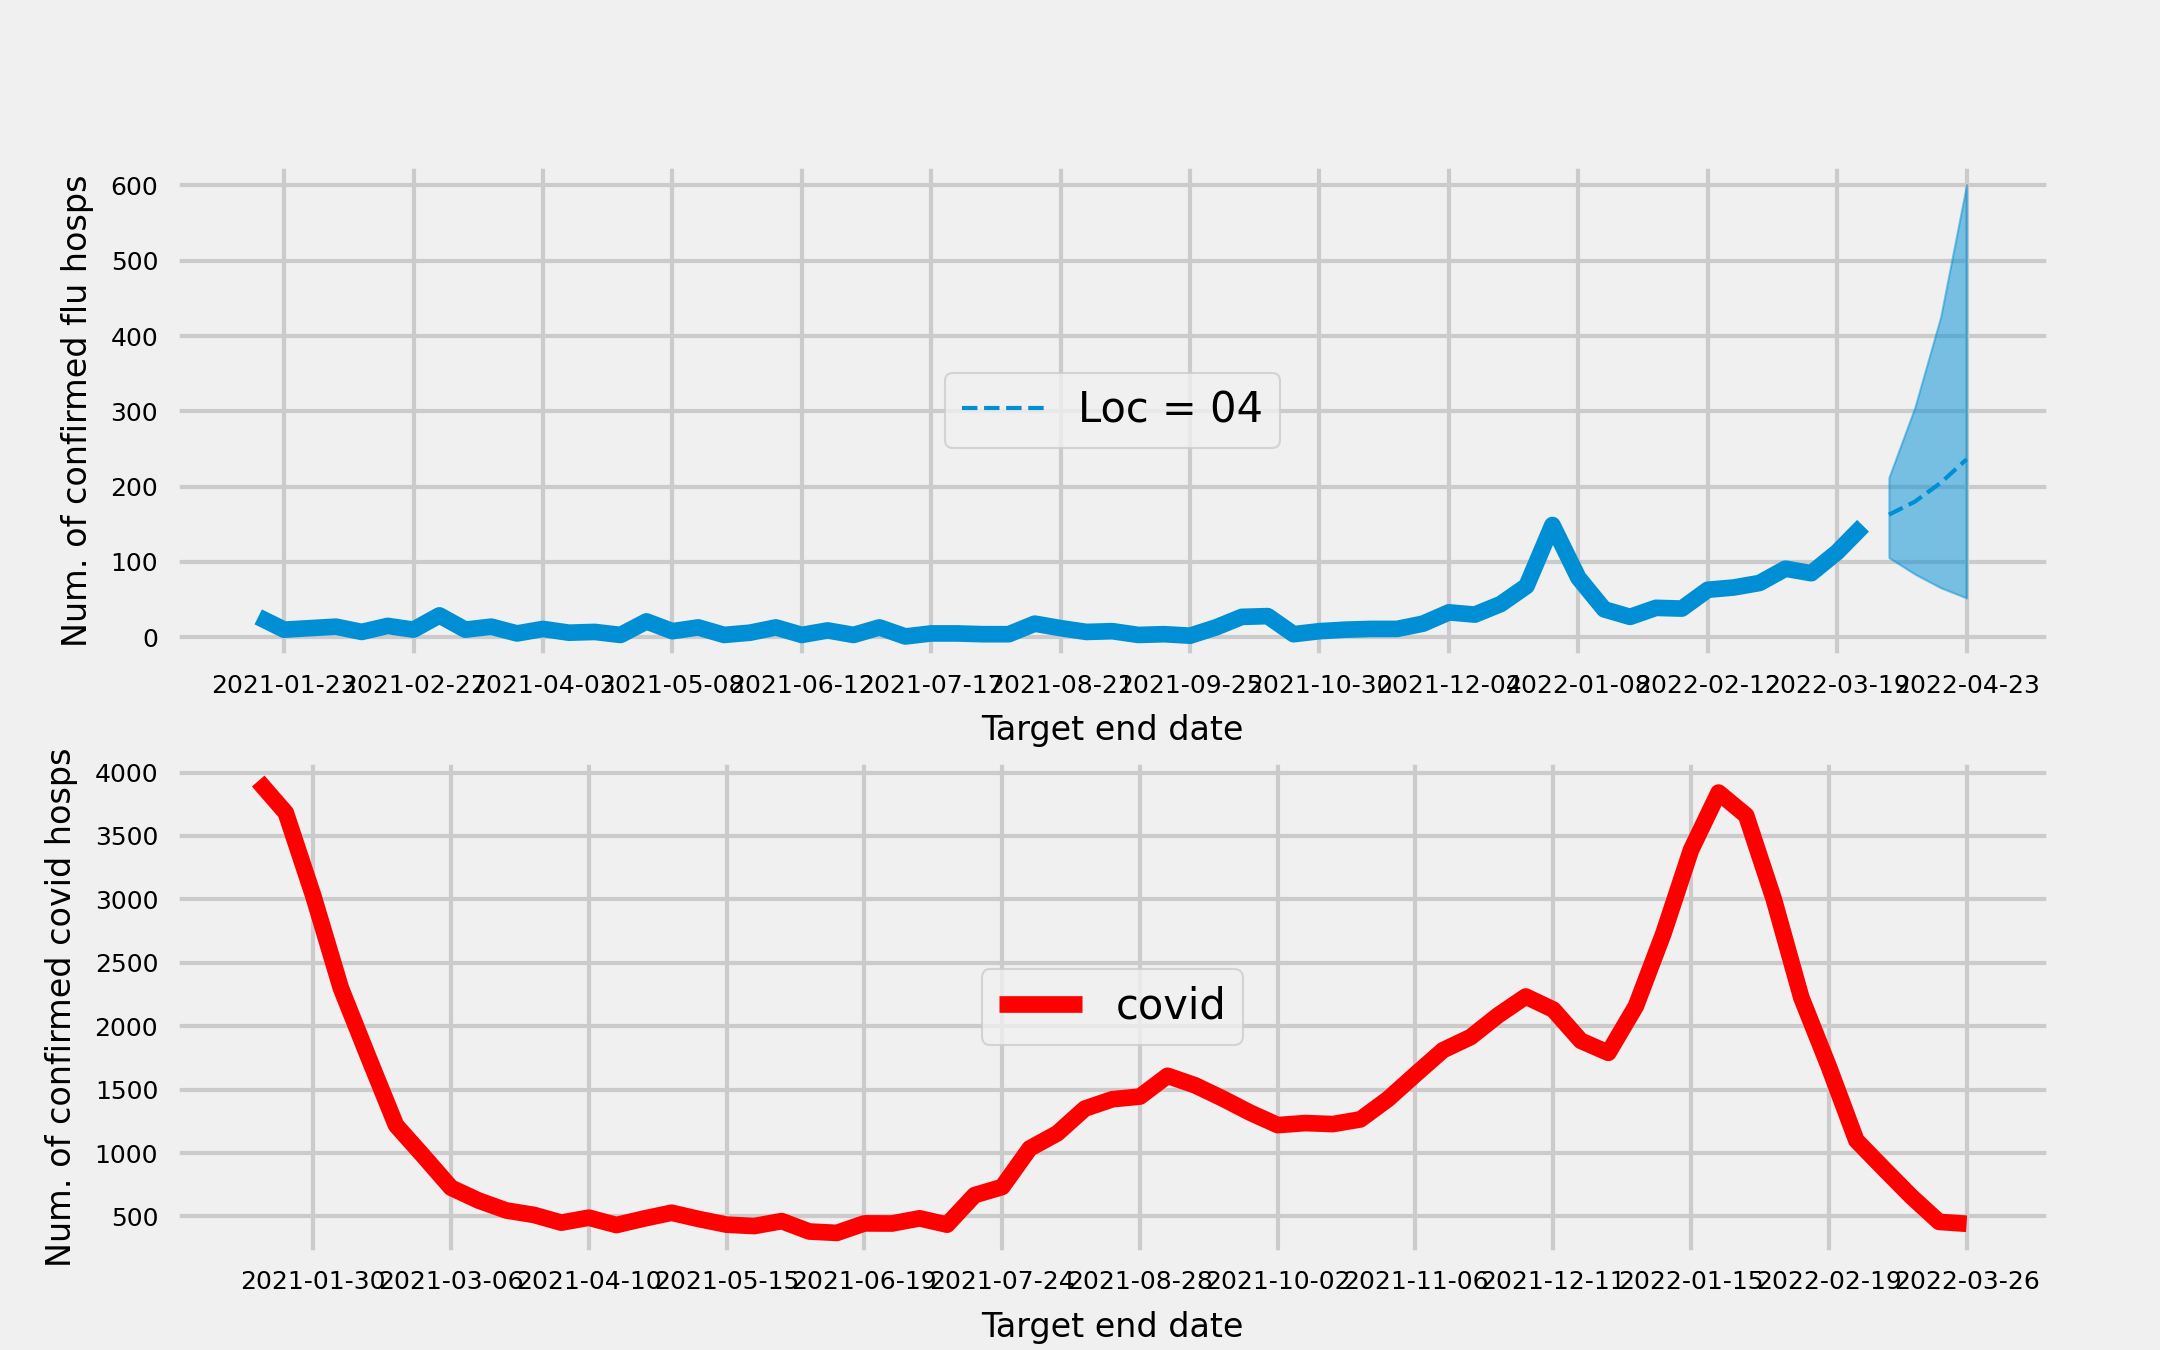 Num. of confirmed flu hosps
600
500
400
300
200
100
0
Loc = 04
2021-01-23 2021-02-27 2021-04-03 2021-05-08 2021-06-12 2021-07-17 2021-08-21 2021-09-25 2021-10-30 2021-12-04 2022-01-08 2022-02-12 2022-03-19 2022-04-23
Target end date
Num. of confirmed covid hosps
4000
3500
3000
2500
2000
1500
1000
500
covid
2021-01-30 2021-03-06 2021-04-10 2021-05-15 2021-06-19 2021-07-24 2021-08-28 2021-10-02 2021-11-06 2021-12-11 2022-01-15 2022-02-19 2022-03-26
Target end date